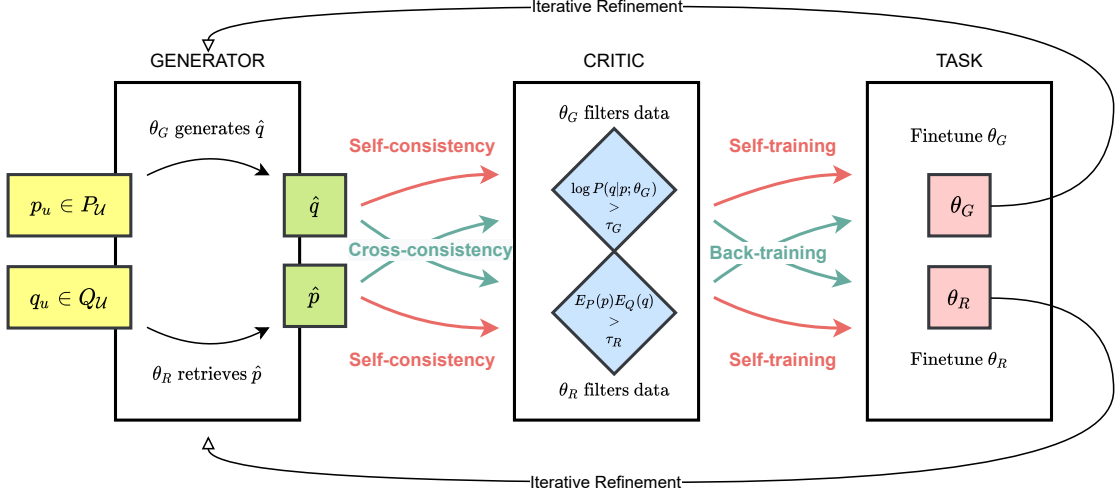 Iterative Refinement
GENERATOR
CRITIC
TASK
θ_G generates q̂
θ_G filters data
Finetune θ_G
Self-consistency
Self-training
p_u ∈ P_𝒰
q̂
log P(q|p; θ_G)
>
τ_G
θ_G
Cross-consistency
Back-training
q_u ∈ Q_𝒰
p̂
E_P(p)E_Q(q)
>
τ_R
θ_R
Self-consistency
Self-training
θ_R retrieves p̂
θ_R filters data
Finetune θ_R
Iterative Refinement